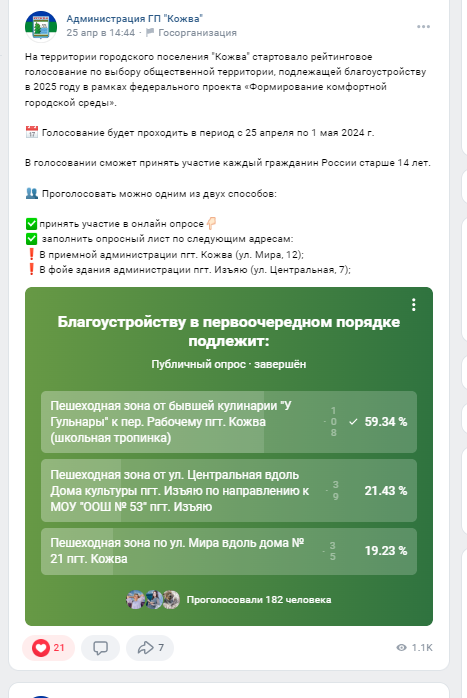 Администрация ГП "Кожва"
25 апр в 14:44 · Госорганизация
На территории городского поселения "Кожва" стартовало рейтинговое
голосование по выбору общественной территории, подлежащей благоустройству
в 2025 году в рамках федерального проекта «Формирование комфортной
городской среды».
📅 Голосование будет проходить в период с 25 апреля по 1 мая 2024 г.
В голосовании сможет принять участие каждый гражданин России старше 14 лет.
👥 Проголосовать можно одним из двух способов:
✅принять участие в онлайн опросе👇🏻
✅ заполнить опросный лист по следующим адресам:
❗В приемной администрации пгт. Кожва (ул. Мира, 12);
❗В фойе здания администрации пгт. Изъяю (ул. Центральная, 7);
Благоустройству в первоочередном порядке
подлежит:
Публичный опрос · завершён
Пешеходная зона от бывшей кулинарии "У
Гульнары" к пер. Рабочему пгт. Кожва
(школьная тропинка)
· 108
59.34 %
Пешеходная зона от ул. Центральная вдоль
Дома культуры пгт. Изъяю по направлению к
МОУ "ООШ № 53" пгт. Изъяю
· 39
21.43 %
Пешеходная зона по ул. Мира вдоль дома №
21 пгт. Кожва
· 35
19.23 %
Проголосовали 182 человека
21
7
1.1K